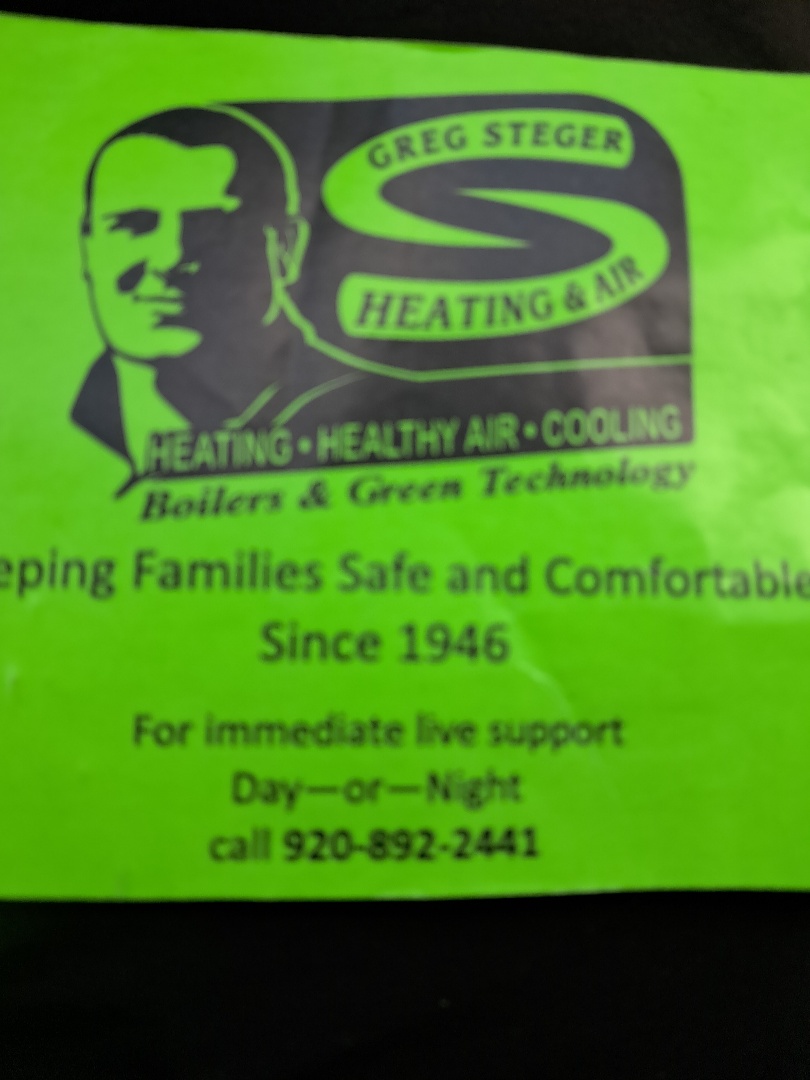 GREG STEGER
HEATING & AIR
HEATING • HEALTHY AIR • COOLING
Boilers & Green Technology
eping Families Safe and Comfortable
Since 1946
For immediate live support
Day—or—Night
call 920-892-2441